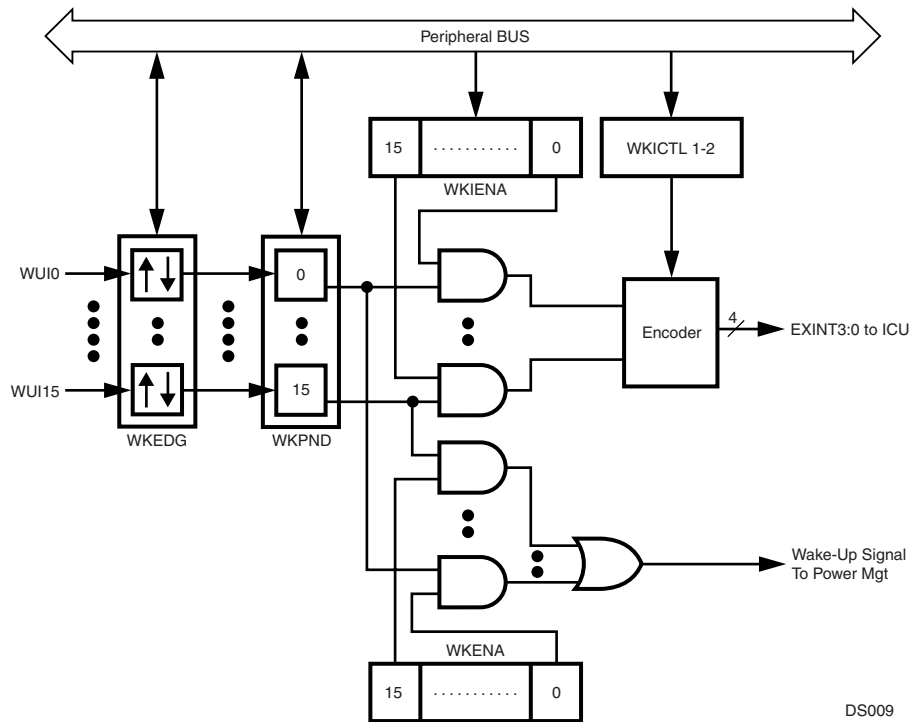 Peripheral BUS
15 ........... 0
WKICTL 1-2
WKIENA
WUI0
0
Encoder
4
EXINT3:0 to ICU
WUI15
15
WKEDG
WKPND
Wake-Up Signal
To Power Mgt
WKENA
15 ........... 0
DS009